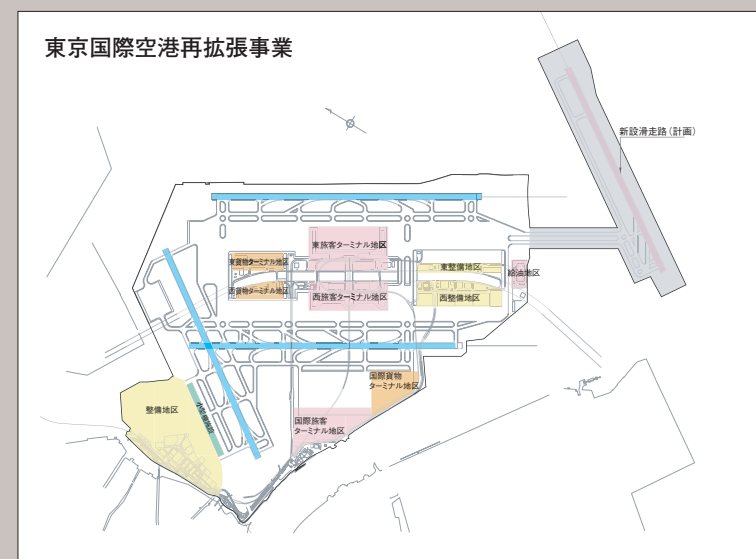 東京国際空港再拡張事業
新設滑走路(計画)
東旅客ターミナル地区
東貨物ターミナル地区
東整備地区
給油地区
西貨物ターミナル地区
西旅客ターミナル地区
西整備地区
国際貨物
ターミナル地区
整備地区
小型機地区
国際旅客
ターミナル地区